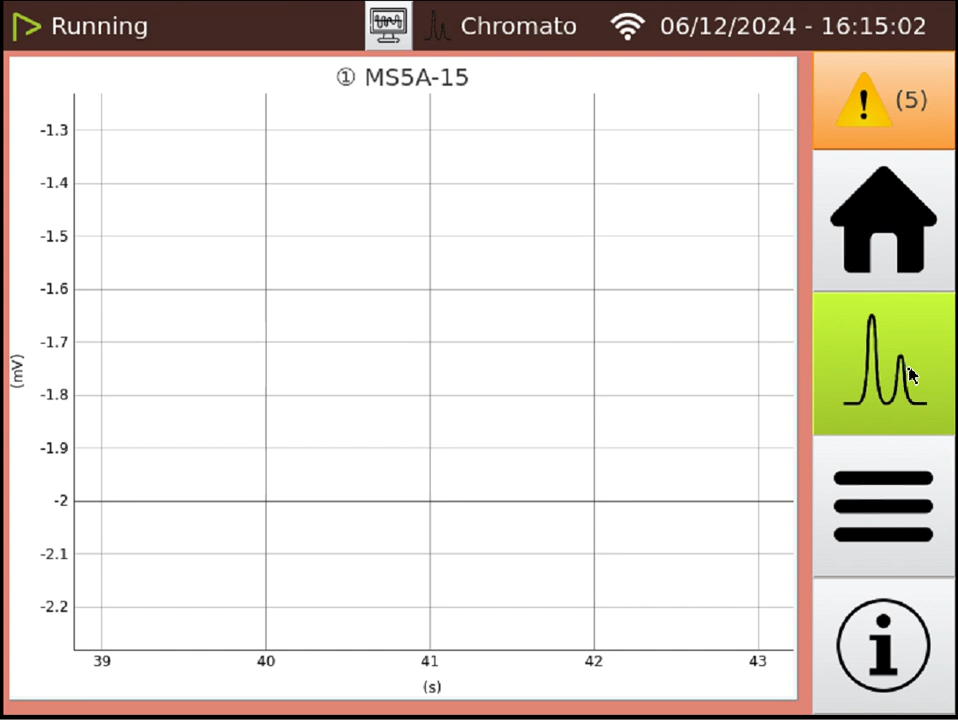 Running
Chromato
06/12/2024 - 16:15:02
① MS5A-15
(5)
-1.3
-1.4
-1.5
-1.6
-1.7
-1.8
-1.9
-2
-2.1
-2.2
(mV)
39 40 41 42 43
(s)